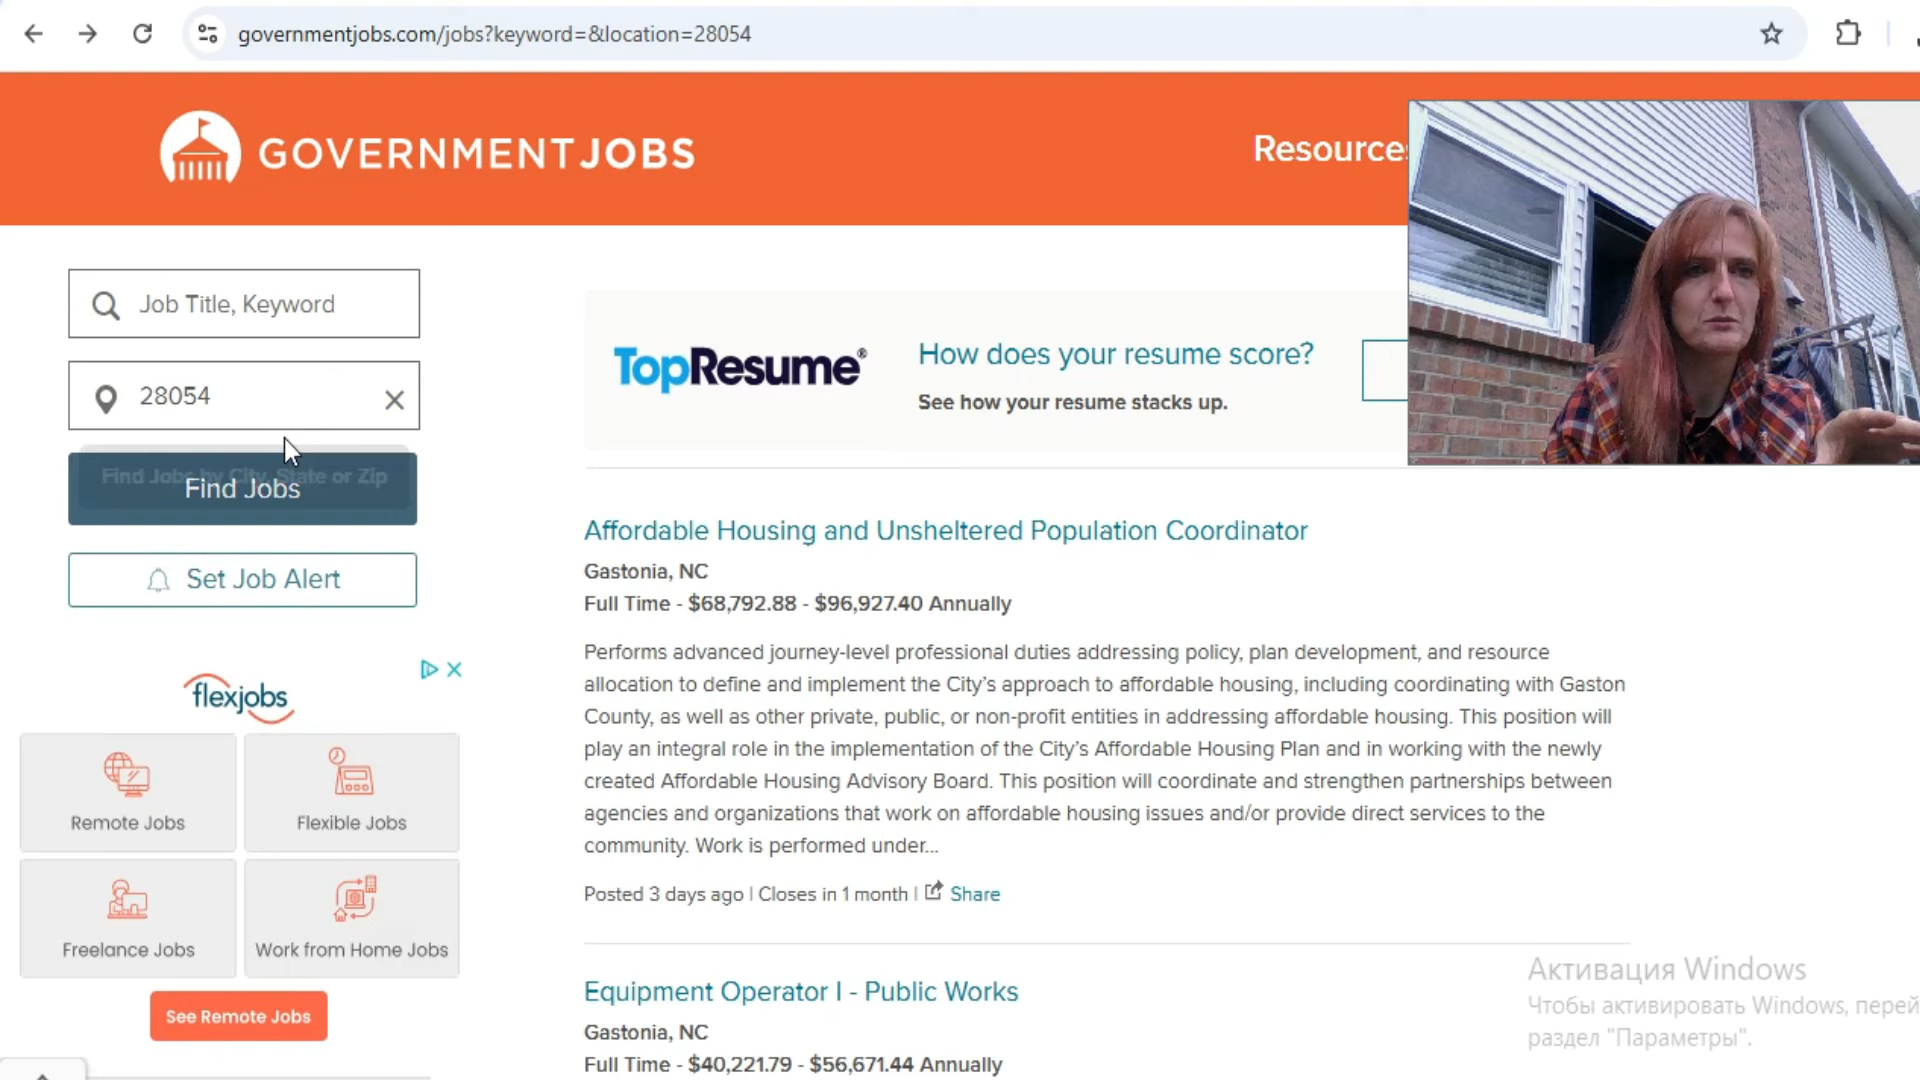 governmentjobs.com/jobs?keyword=&location=28054
GOVERNMENTJOBS
Resources
Job Title, Keyword
28054
Find Jobs by City, State or Zip
Find Jobs
Set Job Alert
TopResume®
How does your resume score?
See how your resume stacks up.
Affordable Housing and Unsheltered Population Coordinator
Gastonia, NC
Full Time - $68,792.88 - $96,927.40 Annually
Performs advanced journey-level professional duties addressing policy, plan development, and resource
allocation to define and implement the City's approach to affordable housing, including coordinating with Gaston
County, as well as other private, public, or non-profit entities in addressing affordable housing. This position will
play an integral role in the implementation of the City's Affordable Housing Plan and in working with the newly
created Affordable Housing Advisory Board. This position will coordinate and strengthen partnerships between
agencies and organizations that work on affordable housing issues and/or provide direct services to the
community. Work is performed under...
Posted 3 days ago | Closes in 1 month | Share
Equipment Operator I - Public Works
Gastonia, NC
Full Time - $40,221.79 - $56,671.44 Annually
flexjobs
Remote Jobs
Flexible Jobs
Freelance Jobs
Work from Home Jobs
See Remote Jobs
Активация Windows
Чтобы активировать Windows, перей
раздел "Параметры".